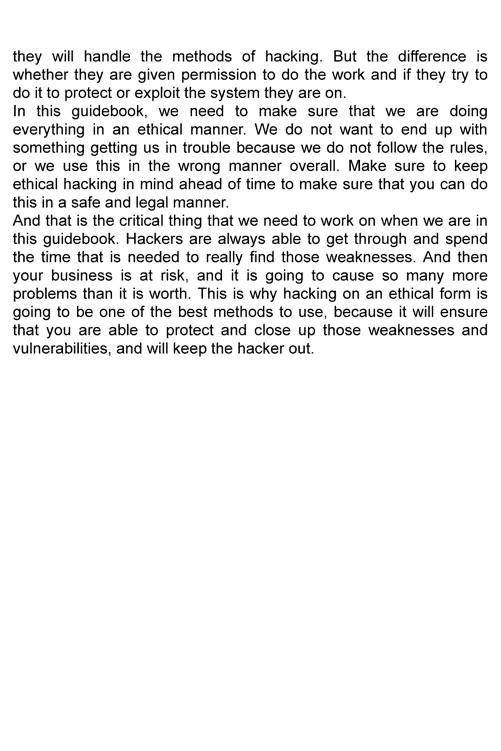 they will handle the methods of hacking. But the difference is
whether they are given permission to do the work and if they try to
do it to protect or exploit the system they are on.
In this guidebook, we need to make sure that we are doing
everything in an ethical manner. We do not want to end up with
something getting us in trouble because we do not follow the rules,
or we use this in the wrong manner overall. Make sure to keep
ethical hacking in mind ahead of time to make sure that you can do
this in a safe and legal manner.
And that is the critical thing that we need to work on when we are in
this guidebook. Hackers are always able to get through and spend
the time that is needed to really find those weaknesses. And then
your business is at risk, and it is going to cause so many more
problems than it is worth. This is why hacking on an ethical form is
going to be one of the best methods to use, because it will ensure
that you are able to protect and close up those weaknesses and
vulnerabilities, and will keep the hacker out.